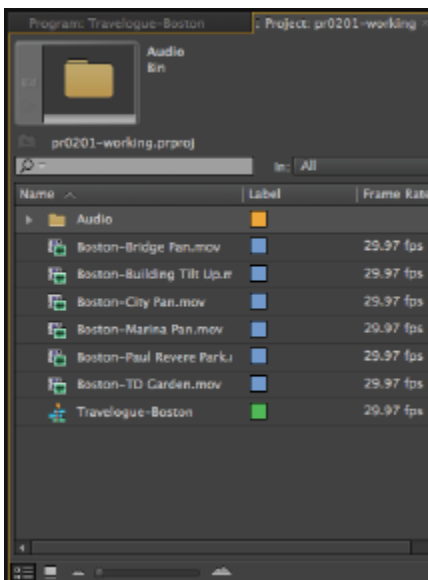 Program: Travelogue-Boston
Project: pr0201-working
Audio
Bin
pr0201-working.prproj
In: All
Name Label Frame Rate
Audio
Boston-Bridge Pan.mov 29.97 fps
Boston-Building Tilt Up.m 29.97 fps
Boston-City Pan.mov 29.97 fps
Boston-Marina Pan.mov 29.97 fps
Boston-Paul Revere Park. 29.97 fps
Boston-TD Garden.mov 29.97 fps
Travelogue-Boston 29.97 fps